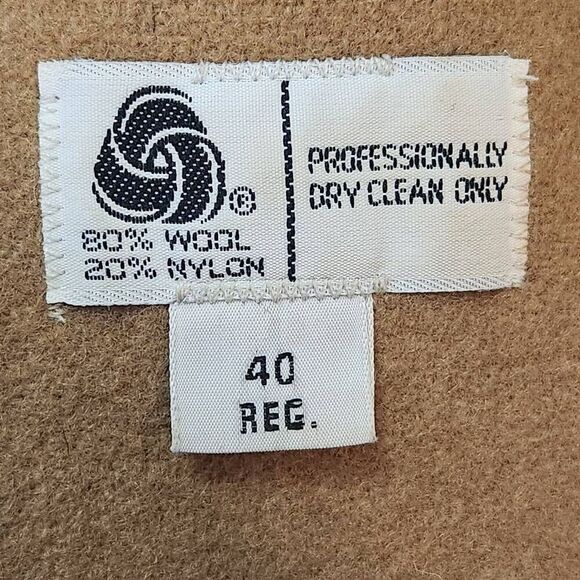 ®
80% WOOL
20% NYLON
PROFESSIONALLY
DRY CLEAN ONLY
40
REG.